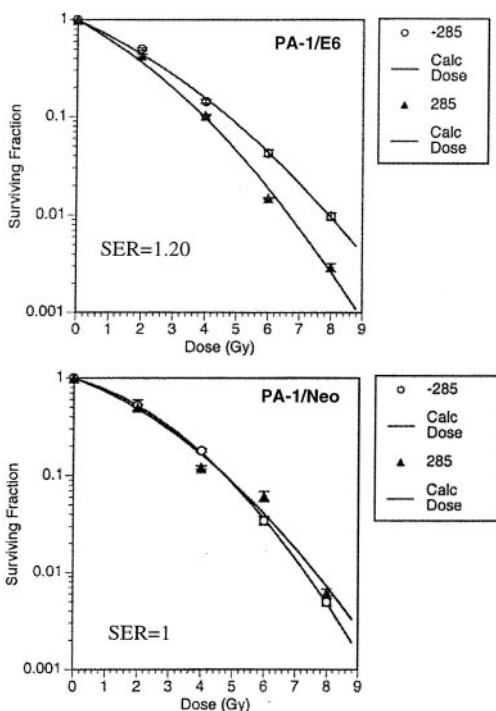 PA-1/E6
1
0.1
0.01
0.001
Surviving Fraction
SER=1.20
0 1 2 3 4 5 6 7 8 9
Dose (Gy)
-285
Calc
Dose
285
Calc
Dose
PA-1/Neo
1
0.1
0.01
0.001
Surviving Fraction
SER=1
0 1 2 3 4 5 6 7 8 9
Dose (Gy)
-285
Calc
Dose
285
Calc
Dose